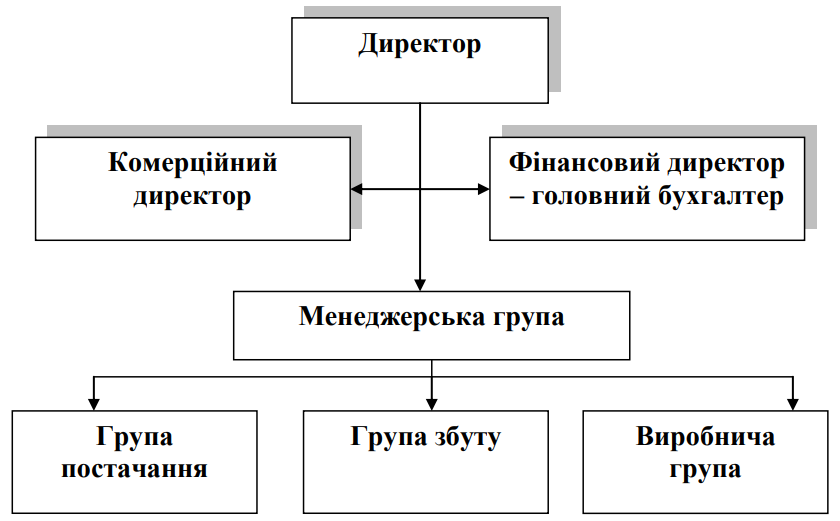 Директор
Комерційний
директор
Фінансовий директор
– головний бухгалтер
Менеджерська група
Група
постачання
Група збуту
Виробнича
група